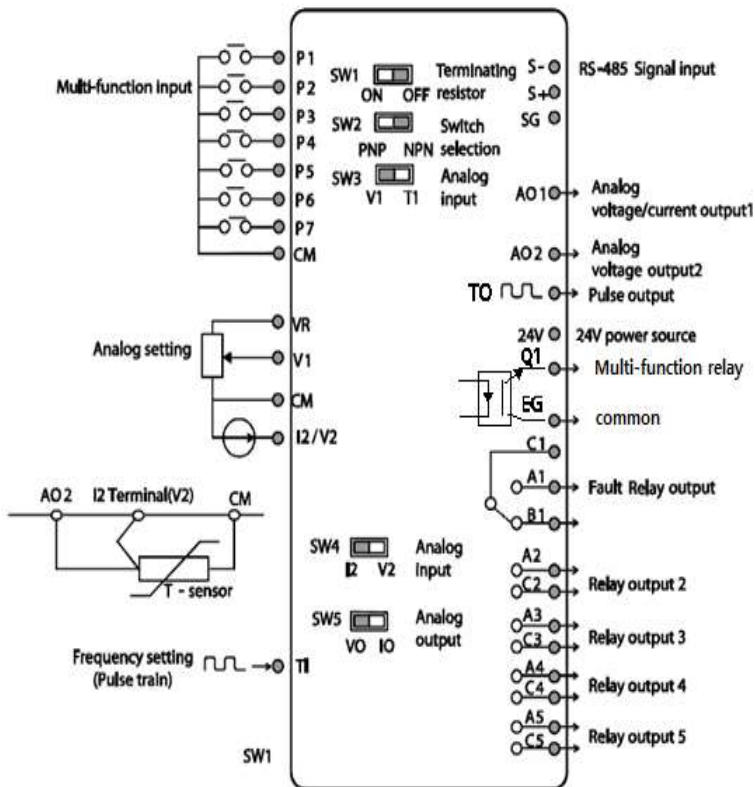 Multi-function input
P1
P2
P3
P4
P5
P6
P7
CM
SW1
ON OFF
Terminating
resistor
SW2
PNP NPN
Switch
selection
SW3
V1 T1
Analog
input
S-
RS-485 Signal input
S+
SG
AO1
Analog
voltage/current output1
AO2
Analog
voltage output2
TO
Pulse output
24V
24V power source
Q1
Multi-function relay
EG
common
C1
A1
Fault Relay output
B1
Analog setting
VR
V1
CM
I2/V2
AO2
I2 Terminal(V2)
CM
T-sensor
SW4
I2 V2
Analog
Input
SW5
VO IO
Analog
output
A2
C2
Relay output 2
A3
C3
Relay output 3
A4
C4
Relay output 4
A5
C5
Relay output 5
Frequency setting
(Pulse train)
TI
SW1